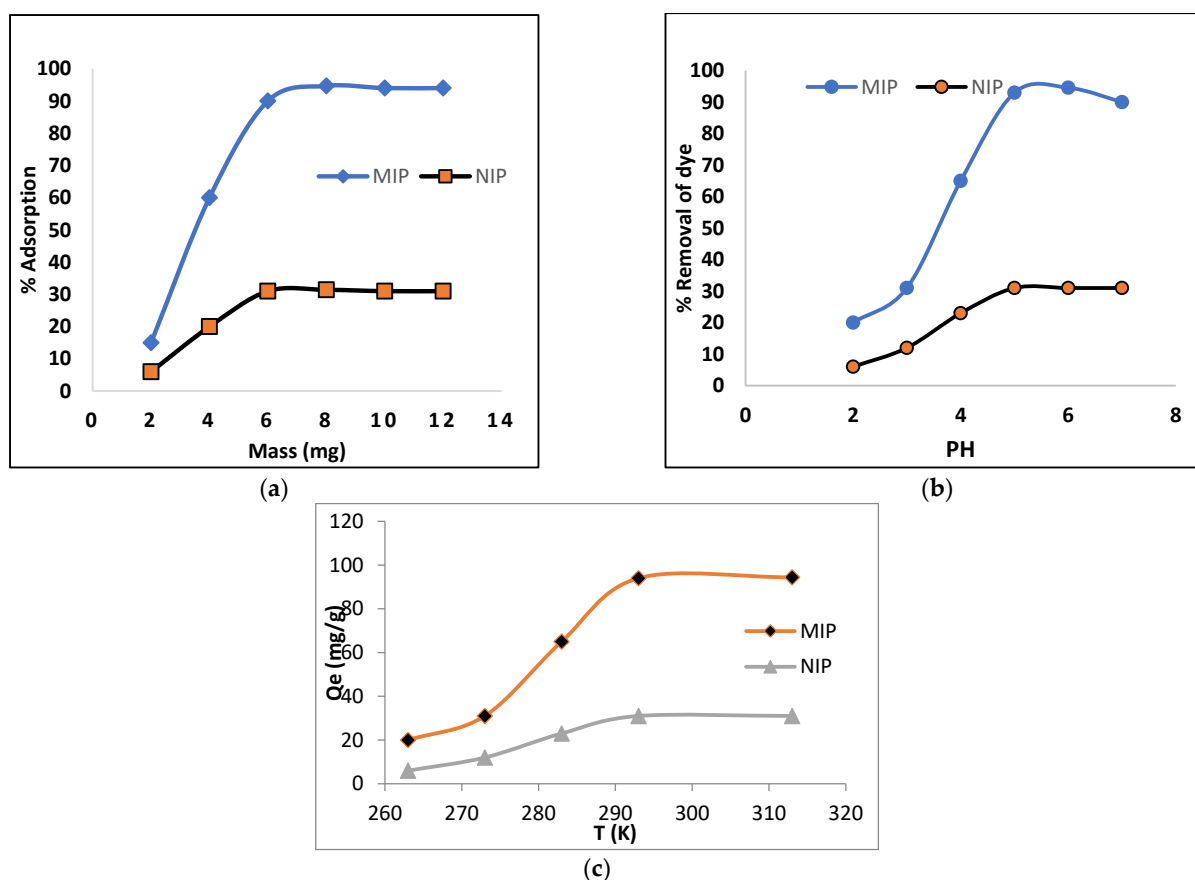 100
90
80
70
60
50
40
30
20
10
0
% Adsorption
MIP NIP
0 2 4 6 8 10 12 14
Mass (mg)
(a)
100
90
80
70
60
50
40
30
20
10
0
% Removal of dye
MIP NIP
0 2 4 6 8
PH
(b)
120
100
80
60
40
20
0
Qe (mg/g)
MIP
NIP
260 270 280 290 300 310 320
T (K)
(c)